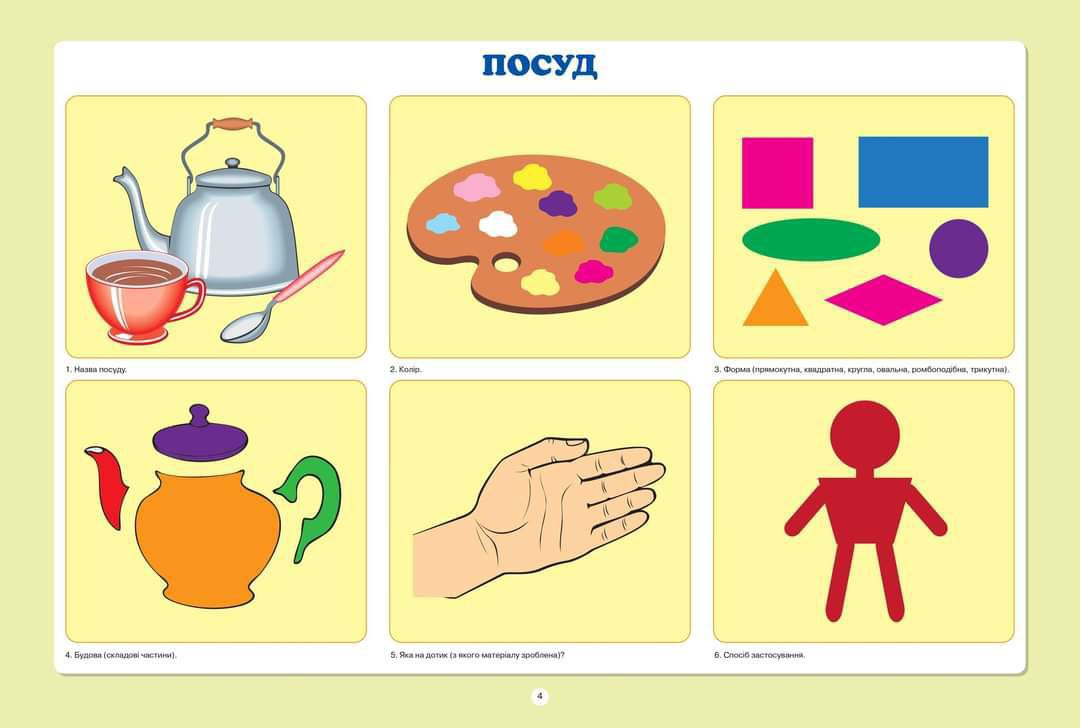 ПОСУД
1. Назва посуду.
2. Колір.
3. Форма (прямокутна, квадратна, кругла, овальна, ромбоподібна, трикутна).
4. Будова (складові частини).
5. Яка на дотик (з якого матеріалу зроблена)?
6. Спосіб застосування.
4